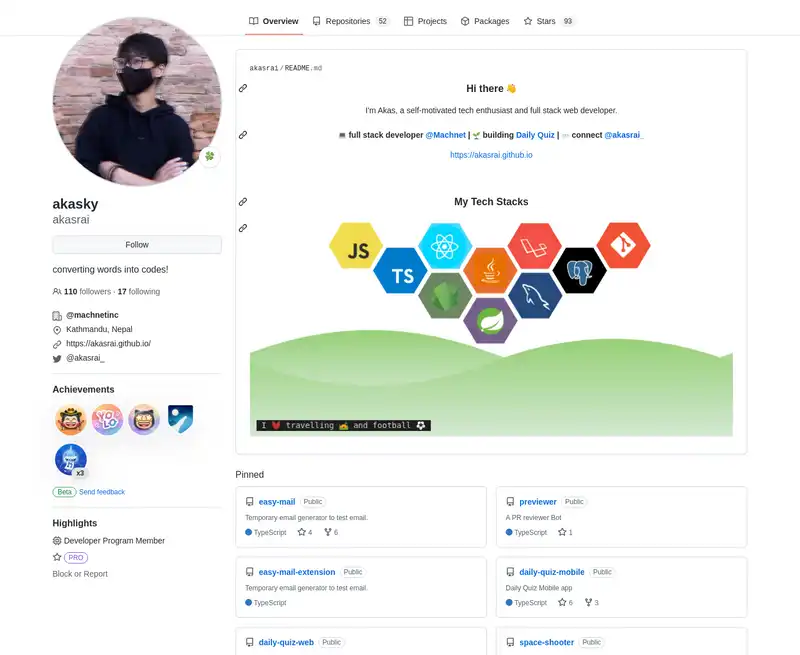 Overview
Repositories 52
Projects
Packages
Stars 93
akasky
akasrai
Follow
converting words into codes!
110 followers · 17 following
@machnetinc
Kathmandu, Nepal
https://akasrai.github.io/
@akasrai_
Achievements
YOLO
x3
Beta Send feedback
Highlights
Developer Program Member
PRO
Block or Report
akasrai/README.md
Hi there 👋
I'm Akas, a self-motivated tech enthusiast and full stack web developer.
💻 full stack developer @Machnet | 🌱 building Daily Quiz | connect @akasrai_
https://akasrai.github.io
My Tech Stacks
JS
TS
I ❤️ travelling 🏕️ and football ⚽
Pinned
easy-mail Public
Temporary email generator to test email.
TypeScript 4 6
previewer Public
A PR reviewer Bot
TypeScript 1
easy-mail-extension Public
Temporary email generator to test email.
TypeScript
daily-quiz-mobile Public
Daily Quiz Mobile app
TypeScript 6 3
daily-quiz-web Public
space-shooter Public